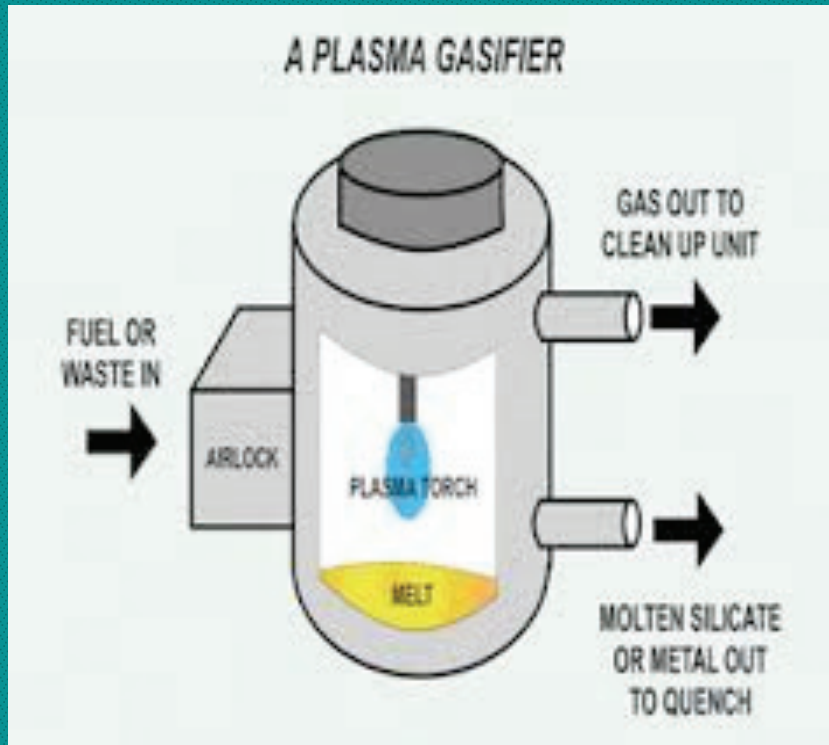 A PLASMA GASIFIER
GAS OUT TO
CLEAN UP UNIT
FUEL OR
WASTE IN
AIRLOCK
PLASMA TORCH
MELT
MOLTEN SILICATE
OR METAL OUT
TO QUENCH